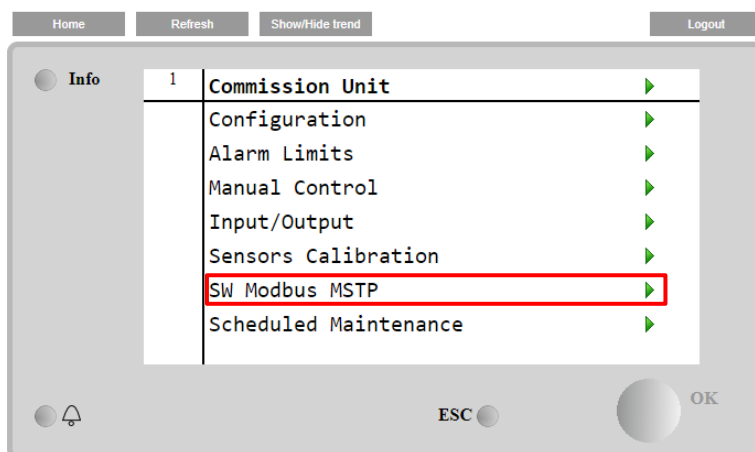 Home Refresh Show/Hide trend Logout
Info
1 Commission Unit
Configuration
Alarm Limits
Manual Control
Input/Output
Sensors Calibration
SW Modbus MSTP
Scheduled Maintenance
ESC
OK